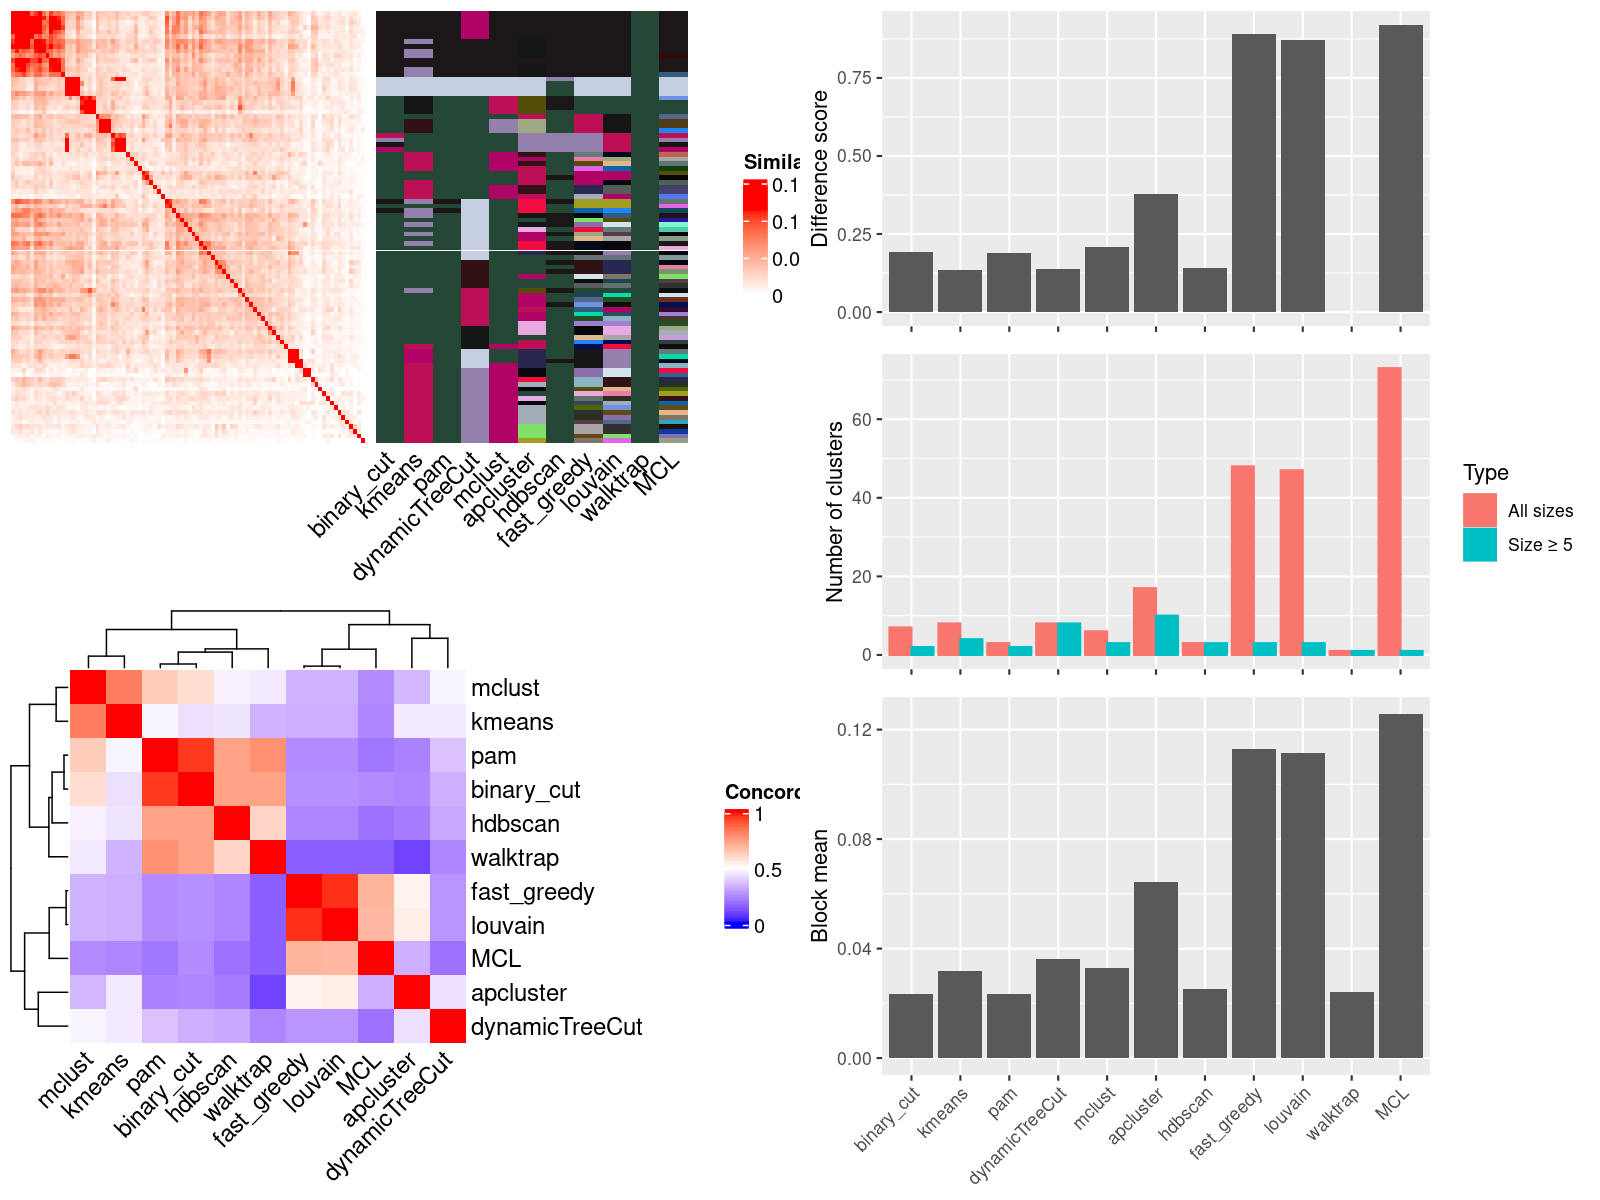 Simila
0.1
0.1
0.0
0
binary_cut
kmeans
pam
dynamicTreeCut
mclust
apcluster
hdbscan
fast_greedy
louvain
walktrap
MCL
mclust
kmeans
pam
binary_cut
hdbscan
walktrap
fast_greedy
louvain
MCL
apcluster
dynamicTreeCut
mclust
kmeans
pam
binary_cut
hdbscan
walktrap
fast_greedy
louvain
MCL
apcluster
dynamicTreeCut
Concord
1
0.5
0
Difference score
0.75
0.50
0.25
0.00
Number of clusters
60
40
20
0
Type
All sizes
Size ≥ 5
Block mean
0.12
0.08
0.04
0.00
binary_cut
kmeans
pam
dynamicTreeCut
mclust
apcluster
hdbscan
fast_greedy
louvain
walktrap
MCL